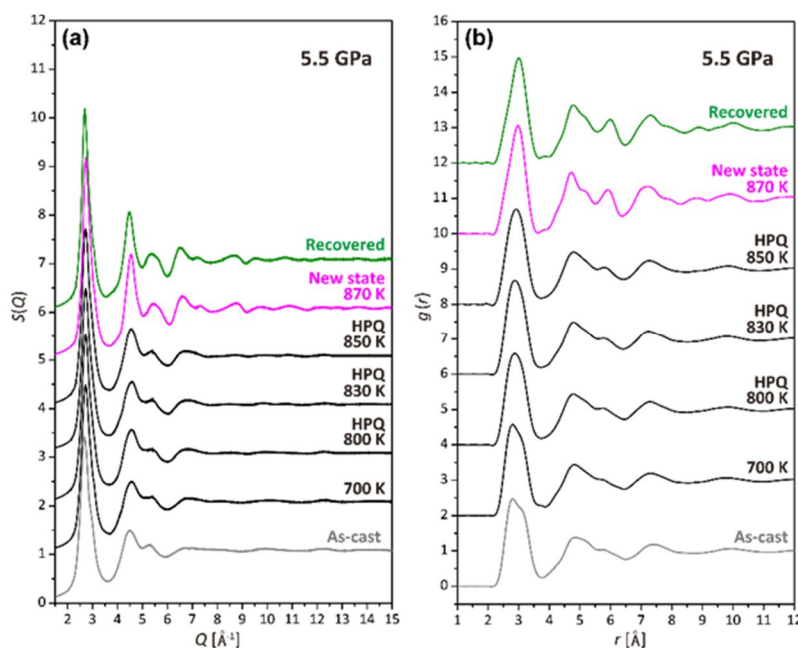 (a)
5.5 GPa
12
11
10
9
8
7
6
5
4
3
2
1
0
S(Q)
Recovered
New state
870 K
HPQ
850 K
HPQ
830 K
HPQ
800 K
700 K
As-cast
2 3 4 5 6 7 8 9 10 11 12 13 14 15
Q [Å-1]
(b)
5.5 GPa
16
15
14
13
12
11
10
9
8
7
6
5
4
3
2
1
0
g(r)
Recovered
New state
870 K
HPQ
850 K
HPQ
830 K
HPQ
800 K
700 K
As-cast
1 2 3 4 5 6 7 8 9 10 11 12
r [Å]